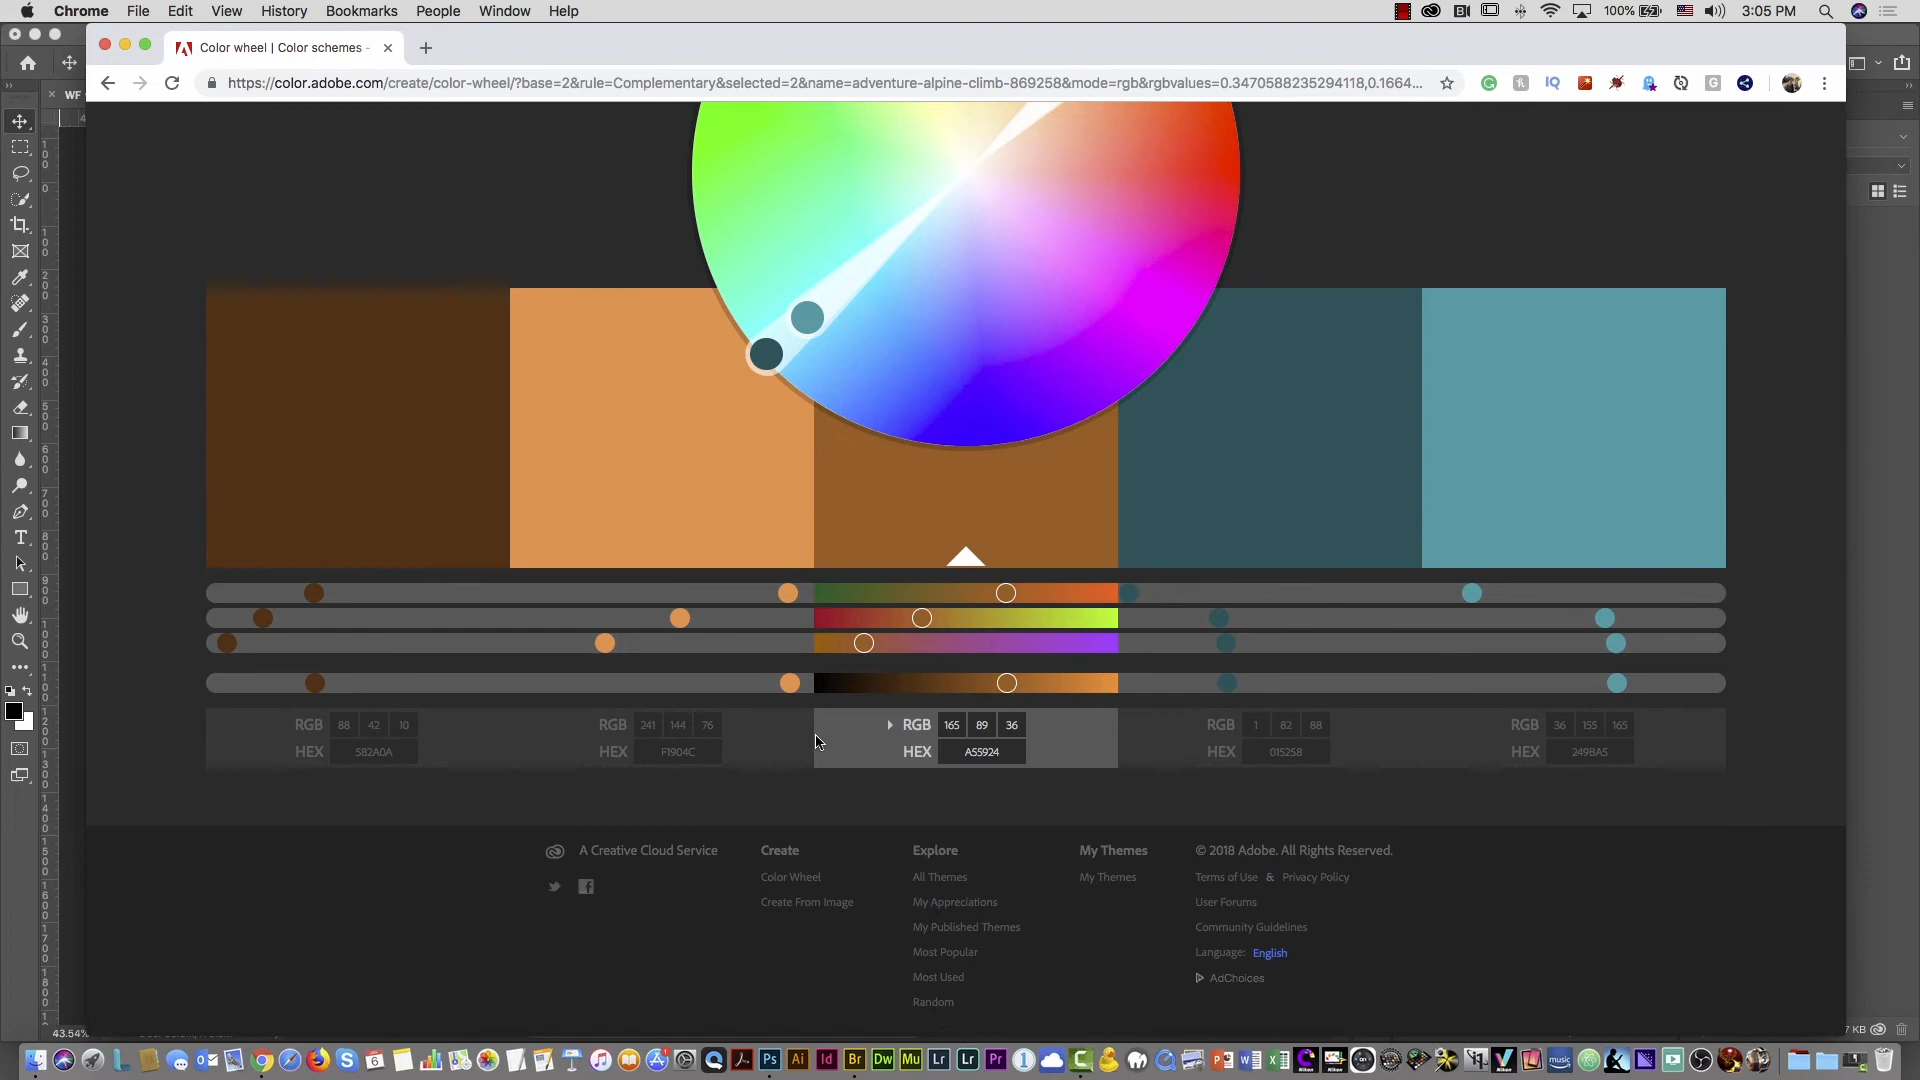 Chrome File Edit View History Bookmarks People Window Help 100% 3:05 PM
Color wheel | Color schemes -
https://color.adobe.com/create/color-wheel/?base=2&rule=Complementary&selected=2&name=adventure-alpine-climb-869258&mode=rgb&rgbvalues=0.3470588235294118,0.1664...
WF
RGB 88 42 10 RGB 241 144 76 RGB 165 89 36 RGB 1 82 88 RGB 36 155 165
HEX 582A0A HEX F1904C HEX A55924 HEX 015258 HEX 249BA5
A Creative Cloud Service Create Explore My Themes © 2018 Adobe. All Rights Reserved.
Color Wheel All Themes My Themes Terms of Use & Privacy Policy
Create From Image My Appreciations User Forums
My Published Themes Community Guidelines
Most Popular Language: English
Most Used AdChoices
Random
43.54%
7 KB